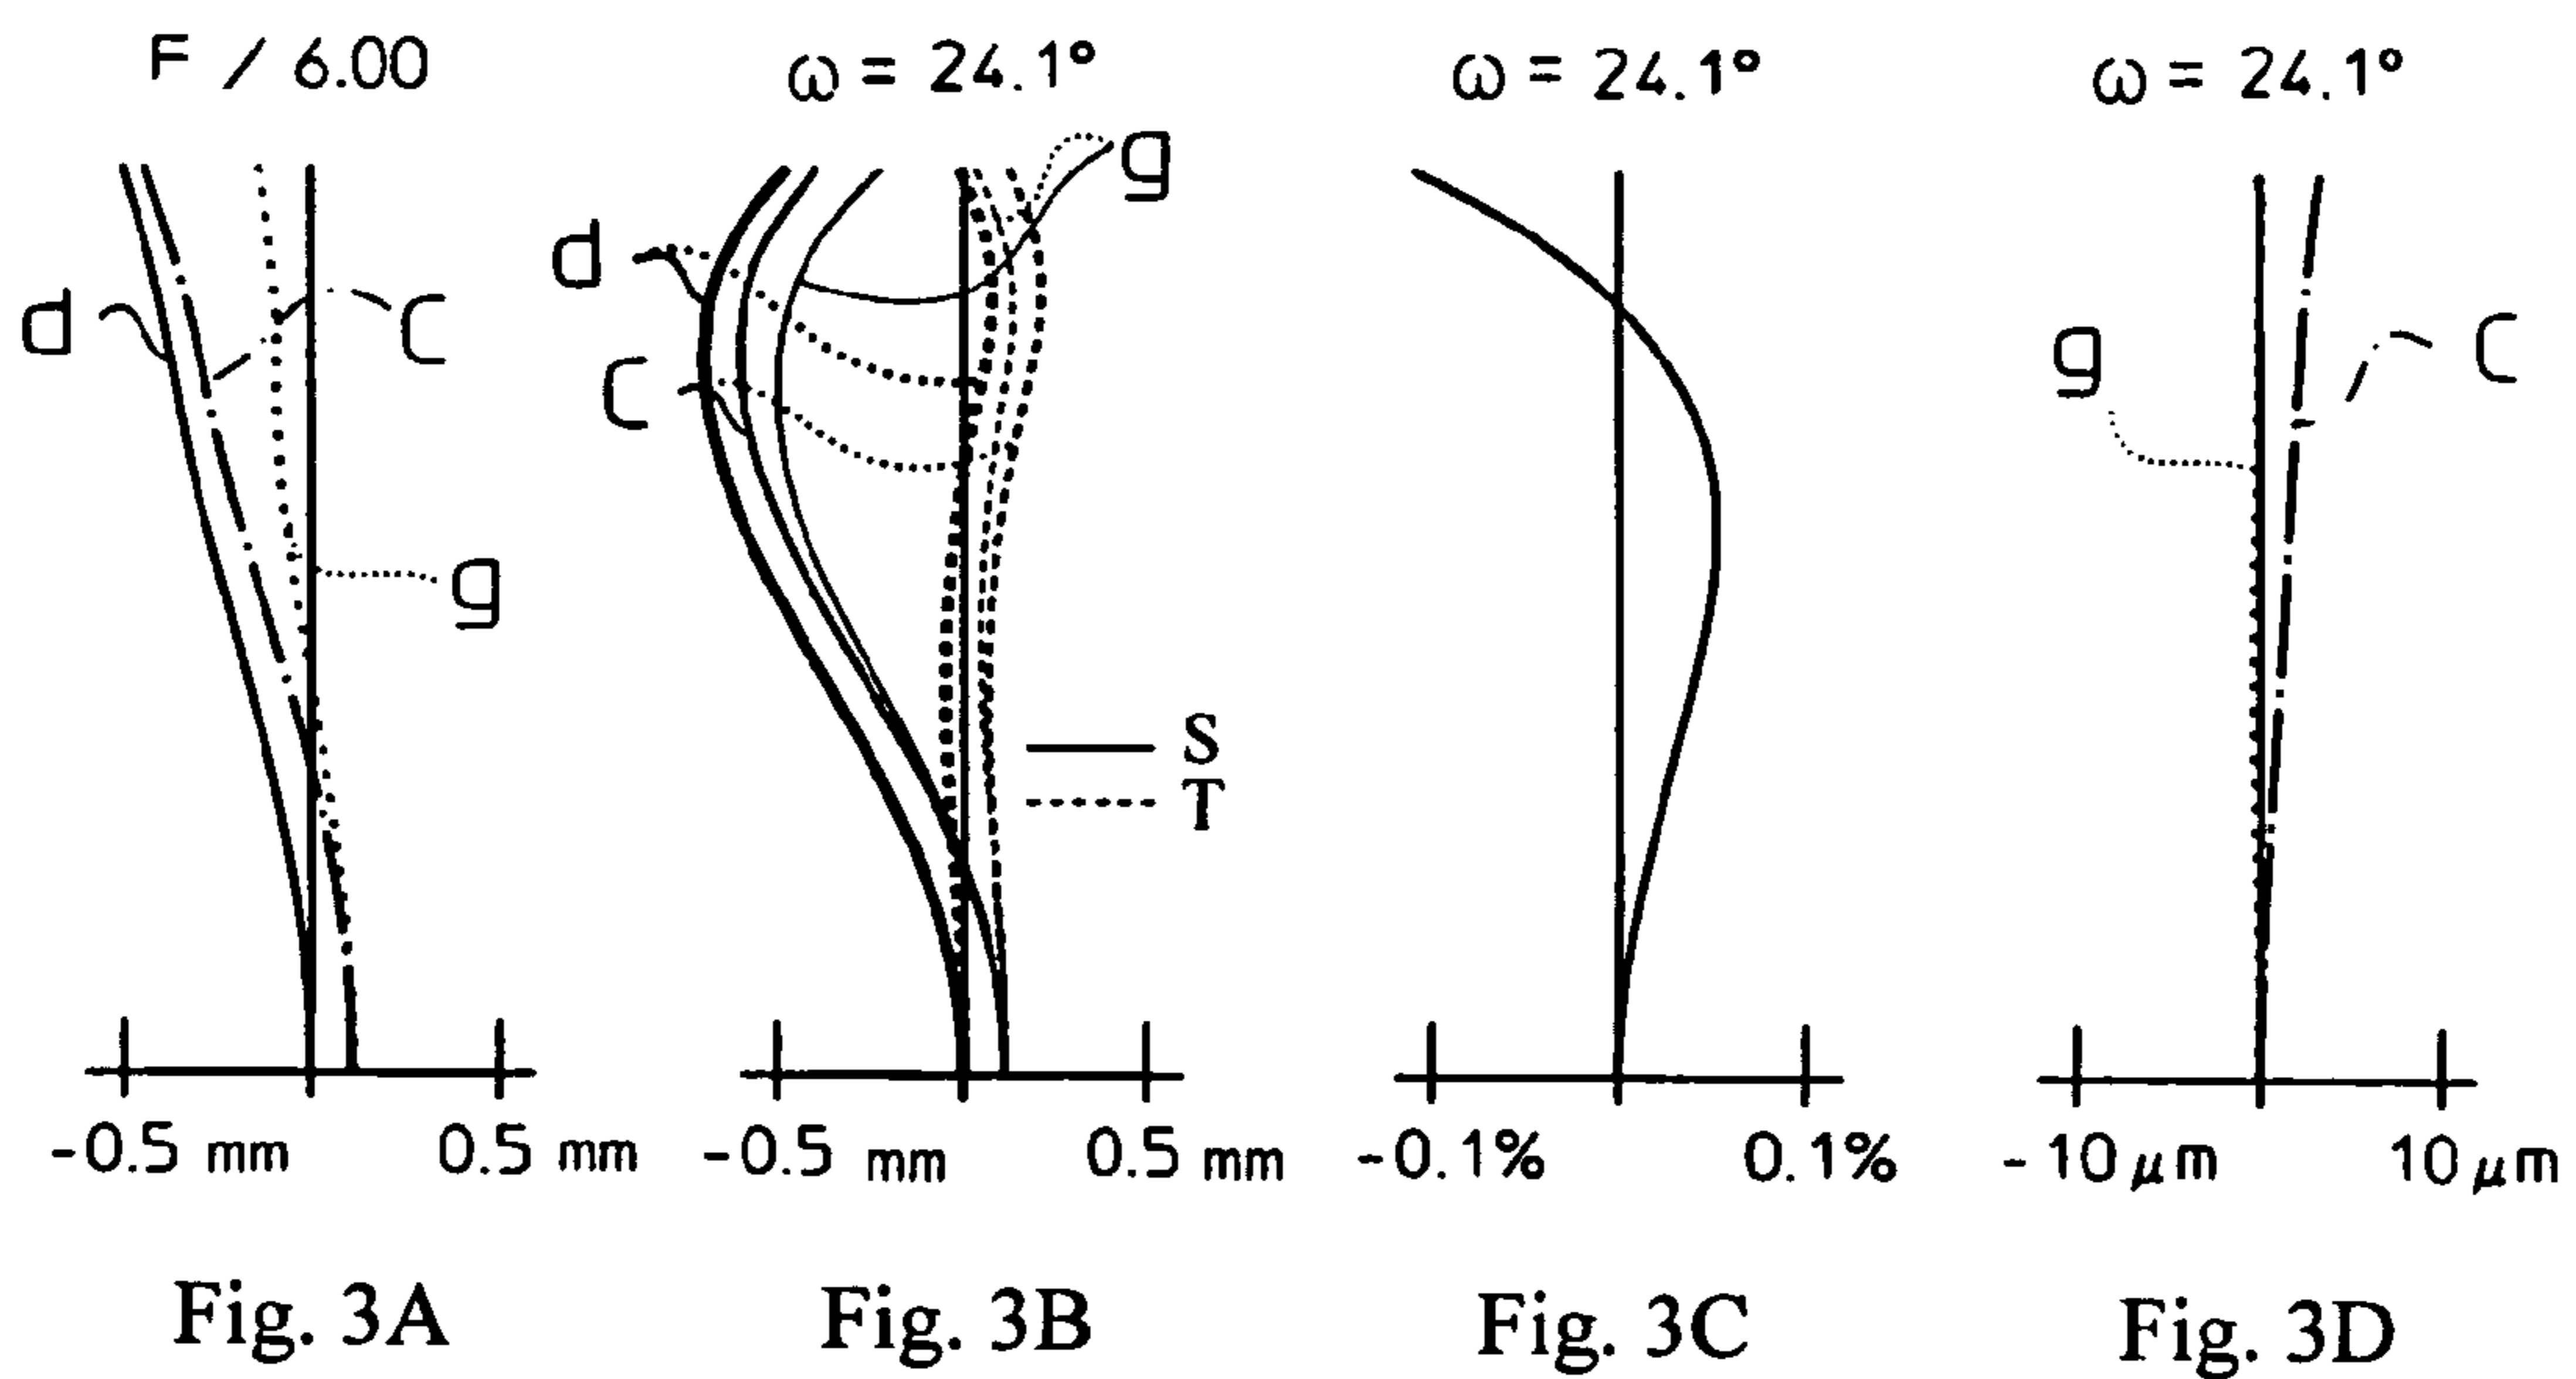 F / 6.00
ω = 24.1°
ω = 24.1°
ω = 24.1°
d
C
g
d
C
g
S
T
g
C
-0.5 mm
0.5 mm
-0.5 mm
0.5 mm
-0.1%
0.1%
-10 μm
10 μm
Fig. 3A
Fig. 3B
Fig. 3C
Fig. 3D